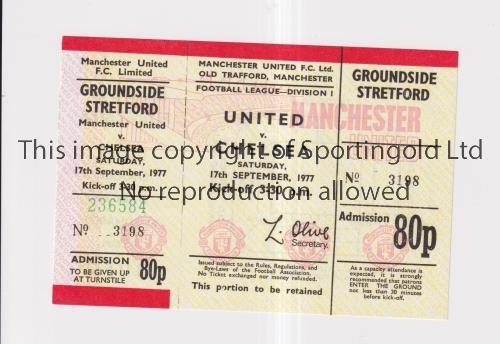 Manchester United
F.C. Limited
GROUNDSIDE
STRETFORD
Manchester United
v.
CHELSEA
SATURDAY,
17th September, 1977
Kick-off 3-30 p.m.
236584
Nº 3198
ADMISSION
TO BE GIVEN UP
AT TURNSTILE
80p
MANCHESTER UNITED F.C. Ltd.
OLD TRAFFORD, MANCHESTER
FOOTBALL LEAGUE—DIVISION I
MANCHESTER
UNITED
UNITED
v.
CHELSEA
SATURDAY,
17th SEPTEMBER, 1977
Kick-off 3-30 p.m.
L. Olive
Secretary.
Issued subject to the Rules, Regulations, and
Bye-Laws of the Football Association.
No Ticket exchanged nor money refunded.
This portion to be retained
GROUNDSIDE
STRETFORD
Nº 3198
Admission 80p
As a capacity attendance is
expected, it is strongly
recommended that patrons
ENTER THE GROUND
not less than 30 minutes
before kick-off.
This image copyright of Sportingold Ltd
No reproduction allowed